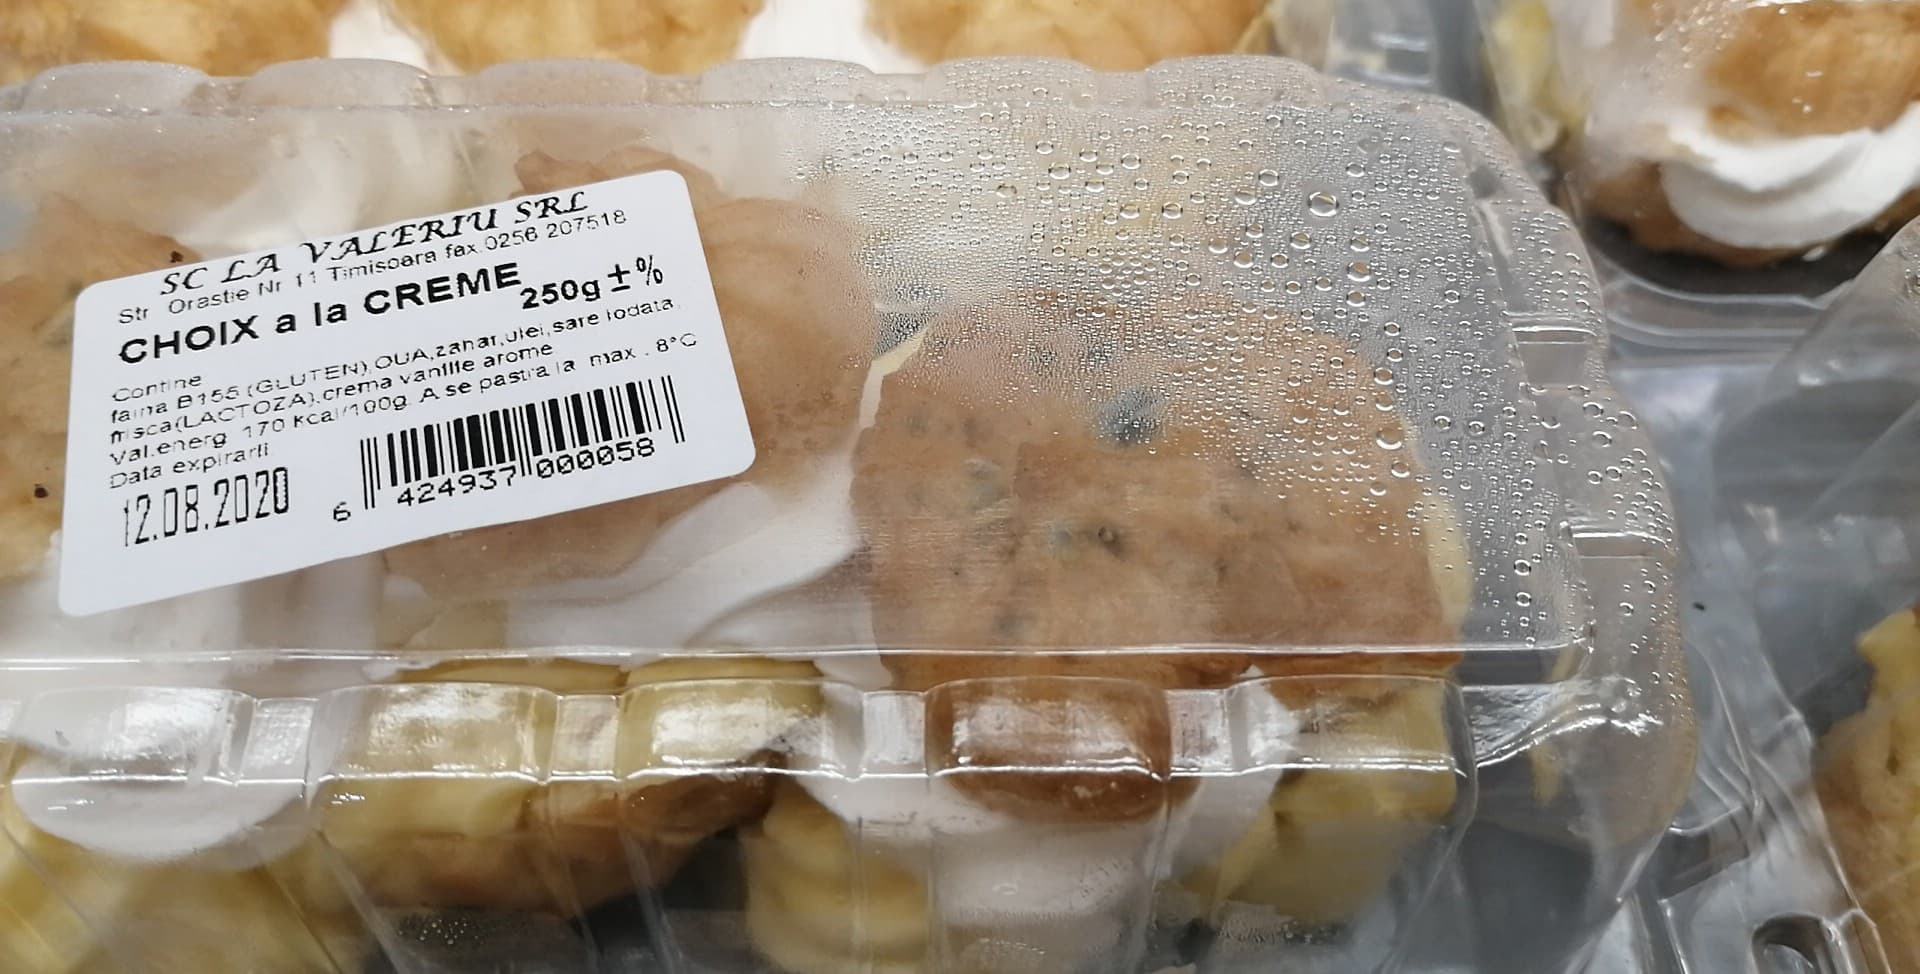 SC LA VALERIU SRL
Str Orastie Nr 11 Timisoara fax.0256 207518
CHOIX a la CREME
250g ±%
Contine
faina B155 (GLUTEN),OUA,zahar,ulei,sare iodata,
frisca(LACTOZA),crema vanilie arome
Val.energ 170 kcal/100g. A se pastra la max . 8°C
Data expirarii
12.08.2020
6 424937 000058